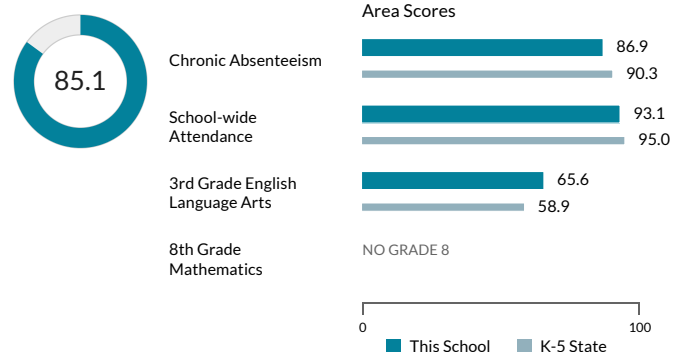 Area Scores
85.1
Chronic Absenteeism
86.9
90.3
School-wide
Attendance
93.1
95.0
3rd Grade English
Language Arts
65.6
58.9
8th Grade
Mathematics
NO GRADE 8
0
100
This School
K-5 State